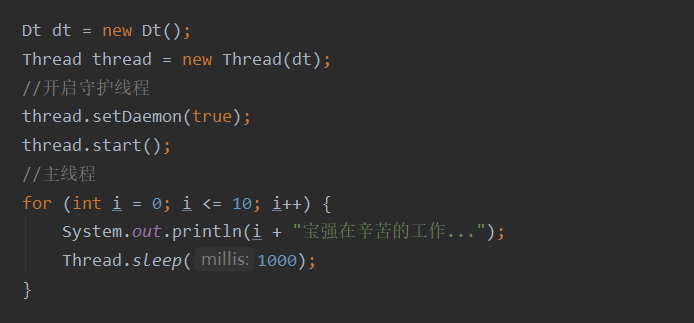 Dt dt = new Dt();
Thread thread = new Thread(dt);
//开启守护线程
thread.setDaemon(true);
thread.start();
//主线程
for (int i = 0; i <= 10; i++) {
    System.out.println(i + "宝强在辛苦的工作...");
    Thread.sleep( millis: 1000);
}